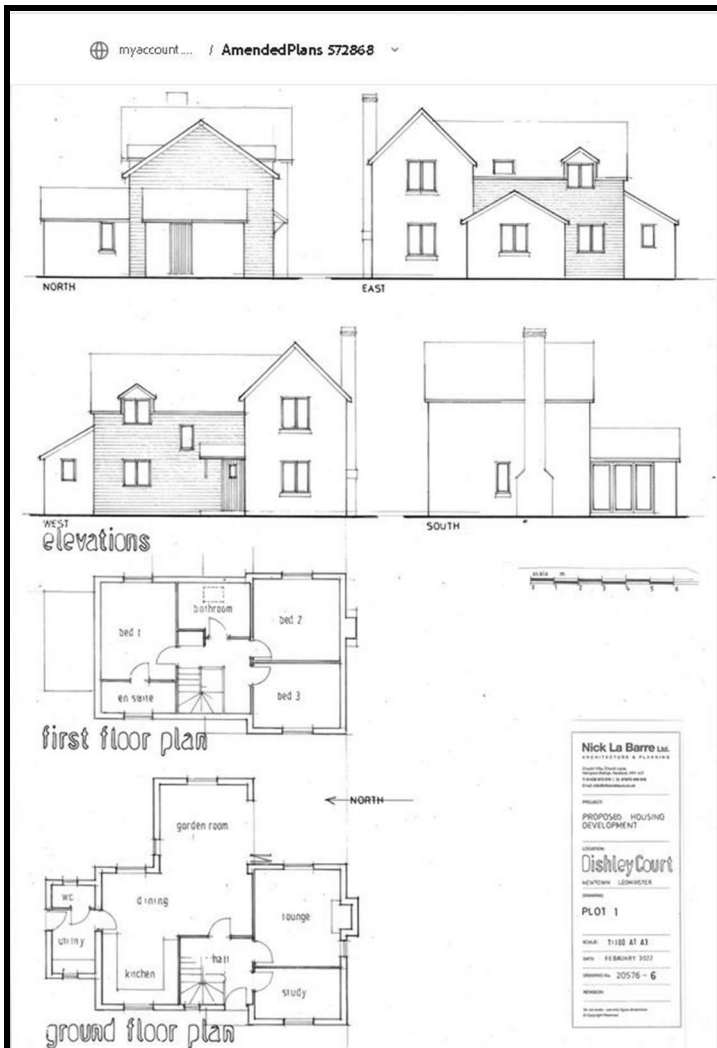 myaccount.... / AmendedPlans 572868
NORTH
EAST
WEST
SOUTH
elevations
scale m
0 1 2 3 4 5 6
bathroom
bed 1
bed 2
en suite
bed 3
first floor plan
NORTH
garden room
wc
dining
lounge
utility
hall
kitchen
study
ground floor plan
Nick La Barre Ltd.
ARCHITECTURE & PLANNING
PROJECT:
PROPOSED HOUSING
DEVELOPMENT
LOCATION:
Dishley Court
NEWTOWN LEOMINSTER
DRAWING:
PLOT 1
SCALE: 1:100 AT A3
DATE: FEBRUARY 2022
DRAWING No. 20576 - 6
REVISION: